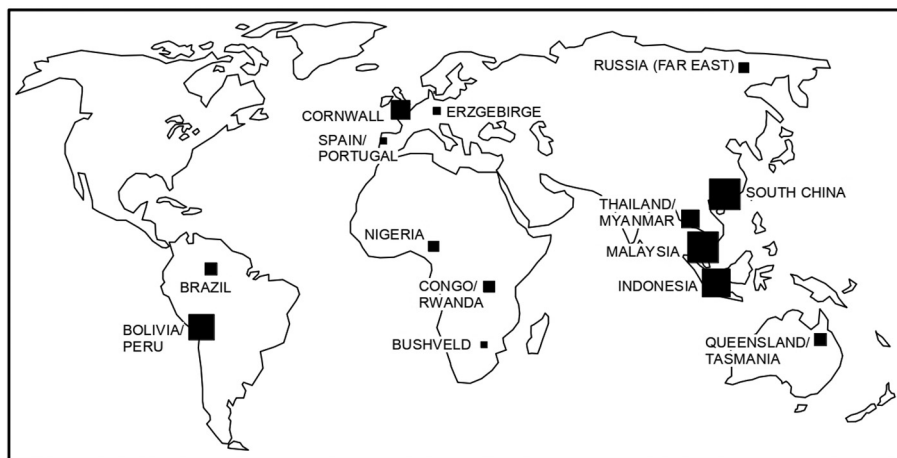 RUSSIA (FAR EAST)
CORNWALL
ERZGEBIRGE
SPAIN/
PORTUGAL
SOUTH CHINA
THAILAND/
MYANMAR
NIGERIA
MALAYSIA
BRAZIL
CONGO/
RWANDA
INDONESIA
BOLIVIA/
PERU
BUSHVELD
QUEENSLAND/
TASMANIA